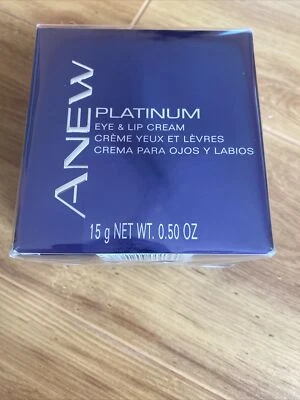 ANEW
PLATINUM
EYE & LIP CREAM
CRÈME YEUX ET LÈVRES
CREMA PARA OJOS Y LABIOS
15 g NET WT. 0.50 OZ